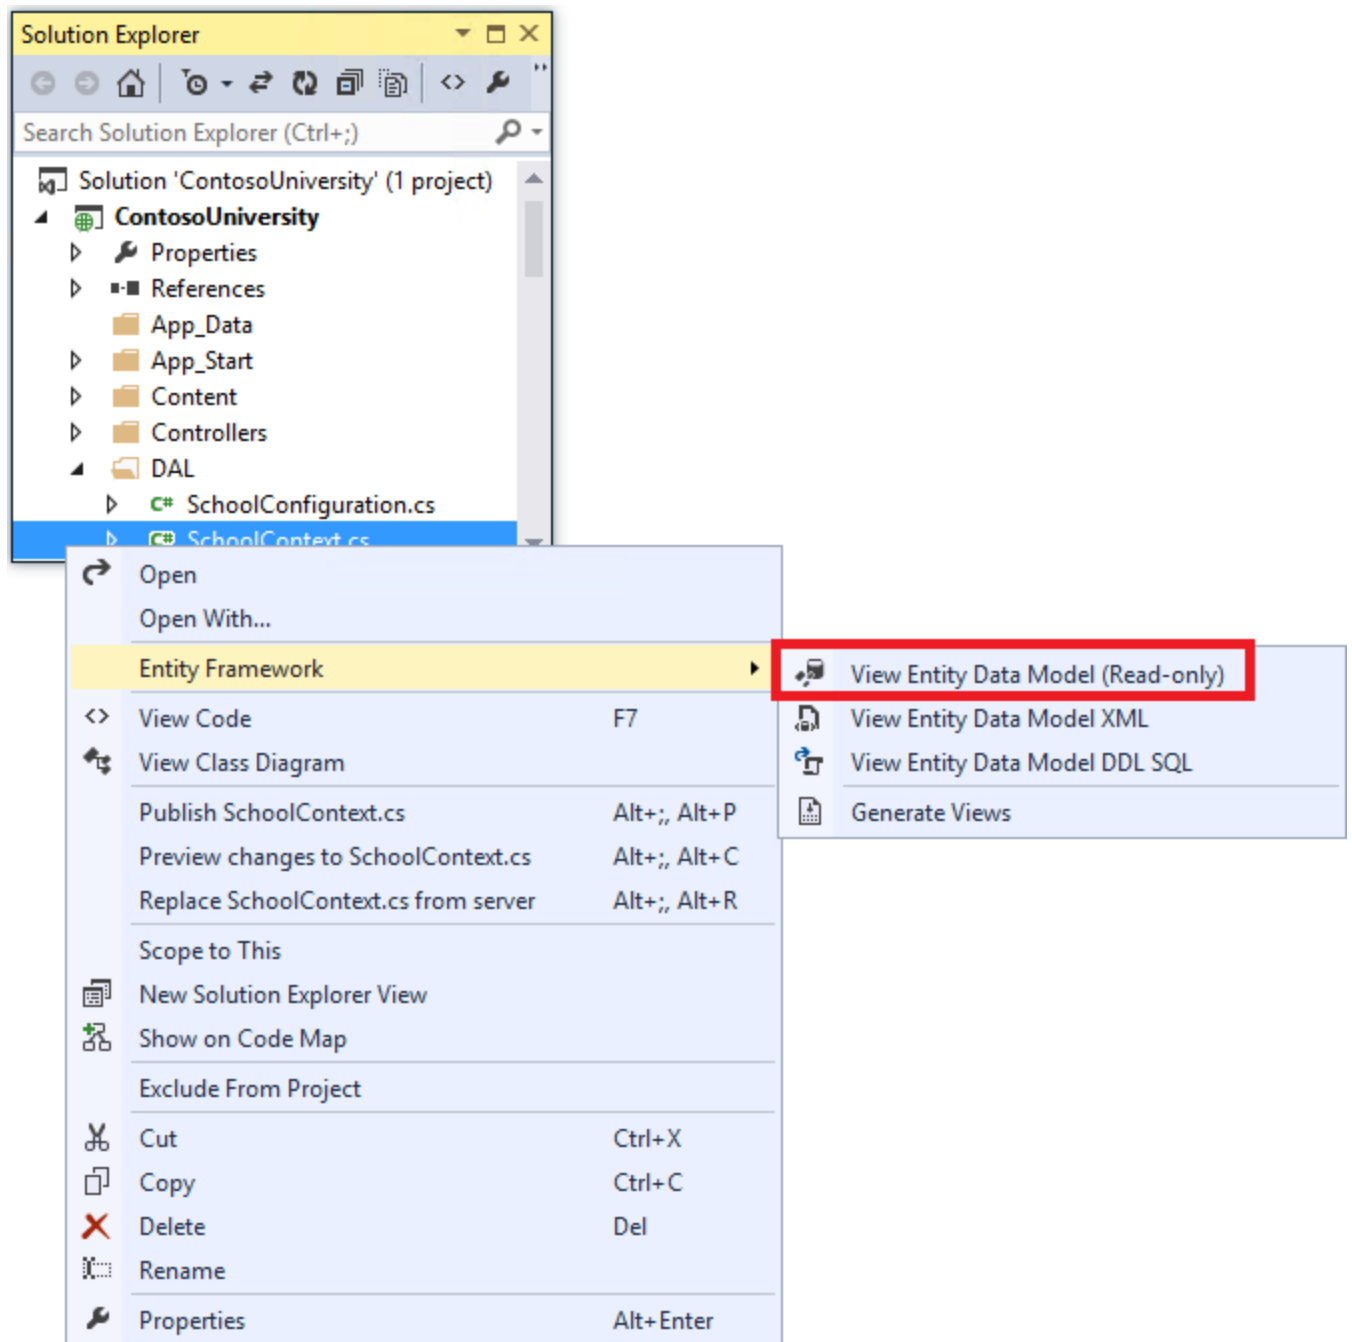 Solution Explorer
Search Solution Explorer (Ctrl+;)
Solution 'ContosoUniversity' (1 project)
ContosoUniversity
Properties
References
App_Data
App_Start
Content
Controllers
DAL
C# SchoolConfiguration.cs
C# SchoolContext.cs
Open
Open With...
Entity Framework
View Code F7
View Class Diagram
Publish SchoolContext.cs Alt+;, Alt+P
Preview changes to SchoolContext.cs Alt+;, Alt+C
Replace SchoolContext.cs from server Alt+;, Alt+R
Scope to This
New Solution Explorer View
Show on Code Map
Exclude From Project
Cut Ctrl+X
Copy Ctrl+C
Delete Del
Rename
Properties Alt+Enter
View Entity Data Model (Read-only)
View Entity Data Model XML
View Entity Data Model DDL SQL
Generate Views